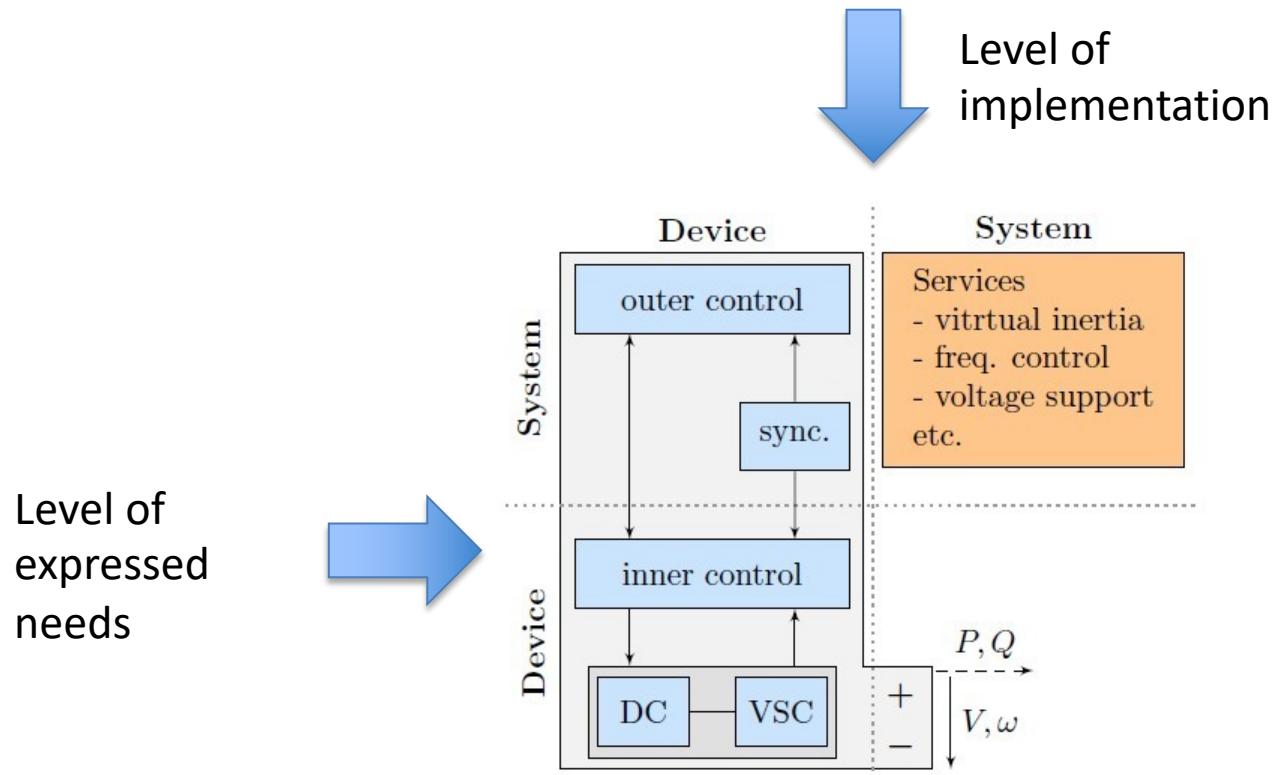 Level of
implementation
Device
System
System
outer control
sync.
Services
- vitrtual inertia
- freq. control
- voltage support
etc.
Level of
expressed
needs
Device
inner control
DC
VSC
P, Q
+
−
V, ω